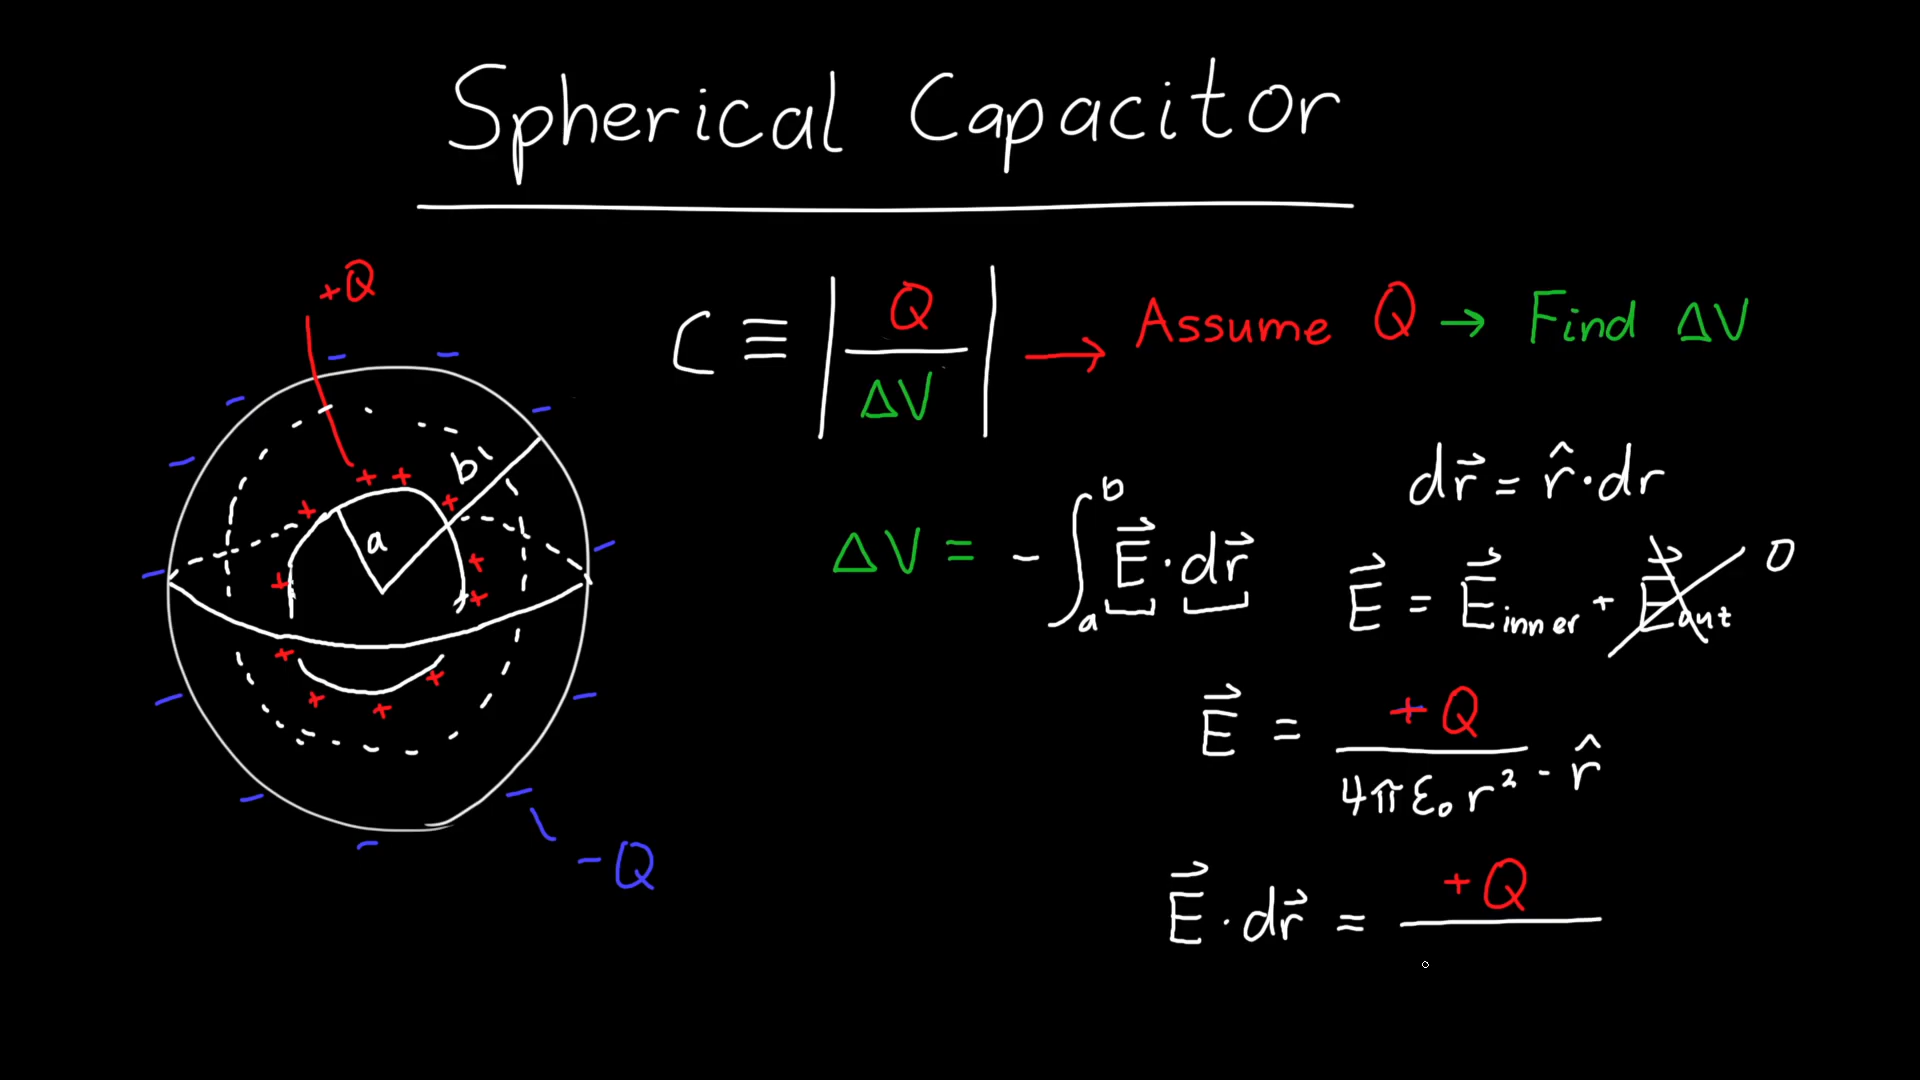 Spherical Capacitor
+Q
C ≡ | Q / ΔV | → Assume Q → Find ΔV
b
a
dr⃗ = r̂ · dr
ΔV = - ∫ₐᵇ E⃗ · dr⃗
E⃗ = E⃗inner + E⃗out 0
E⃗ = +Q / 4πε₀r² · r̂
-Q
E⃗ · dr⃗ = +Q